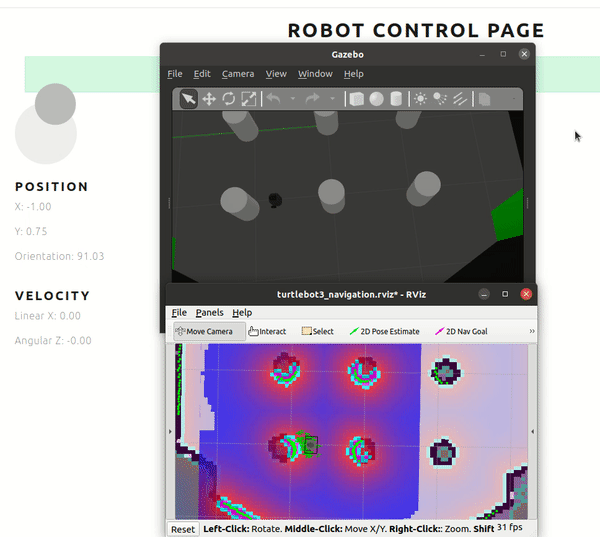 ROBOT CONTROL PAGE
Gazebo
File Edit Camera View Window Help
POSITION
X: -1.00
Y: 0.75
Orientation: 91.03
VELOCITY
Linear X: 0.00
Angular Z: -0.00
turtlebot3_navigation.rviz* - RViz
File Panels Help
Move Camera Interact Select 2D Pose Estimate 2D Nav Goal »
Reset Left-Click: Rotate. Middle-Click: Move X/Y. Right-Click:: Zoom. Shift 31 fps